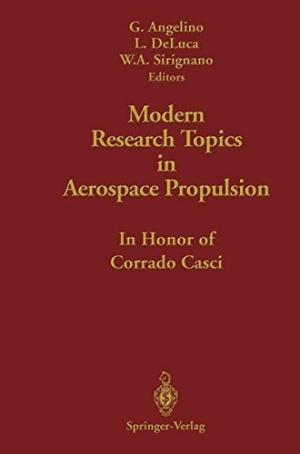 G. Angelino
L. DeLuca
W.A. Sirignano
Editors
Modern
Research Topics
in
Aerospace Propulsion
In Honor of
Corrado Casci
Springer-Verlag